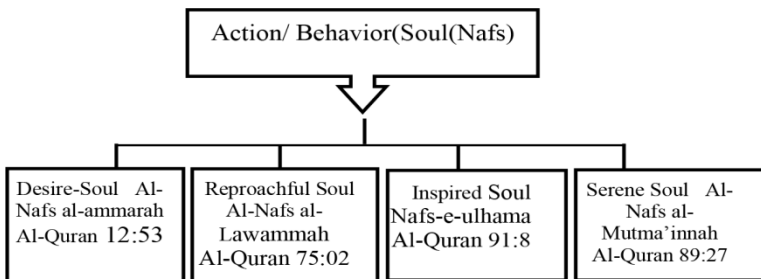 Action/ Behavior(Soul(Nafs)
Desire-Soul Al-
Nafs al-ammarah
Al-Quran 12:53
Reproachful Soul
Al-Nafs al-
Lawammah
Al-Quran 75:02
Inspired Soul
Nafs-e-ulhama
Al-Quran 91:8
Serene Soul Al-
Nafs al-
Mutma’innah
Al-Quran 89:27